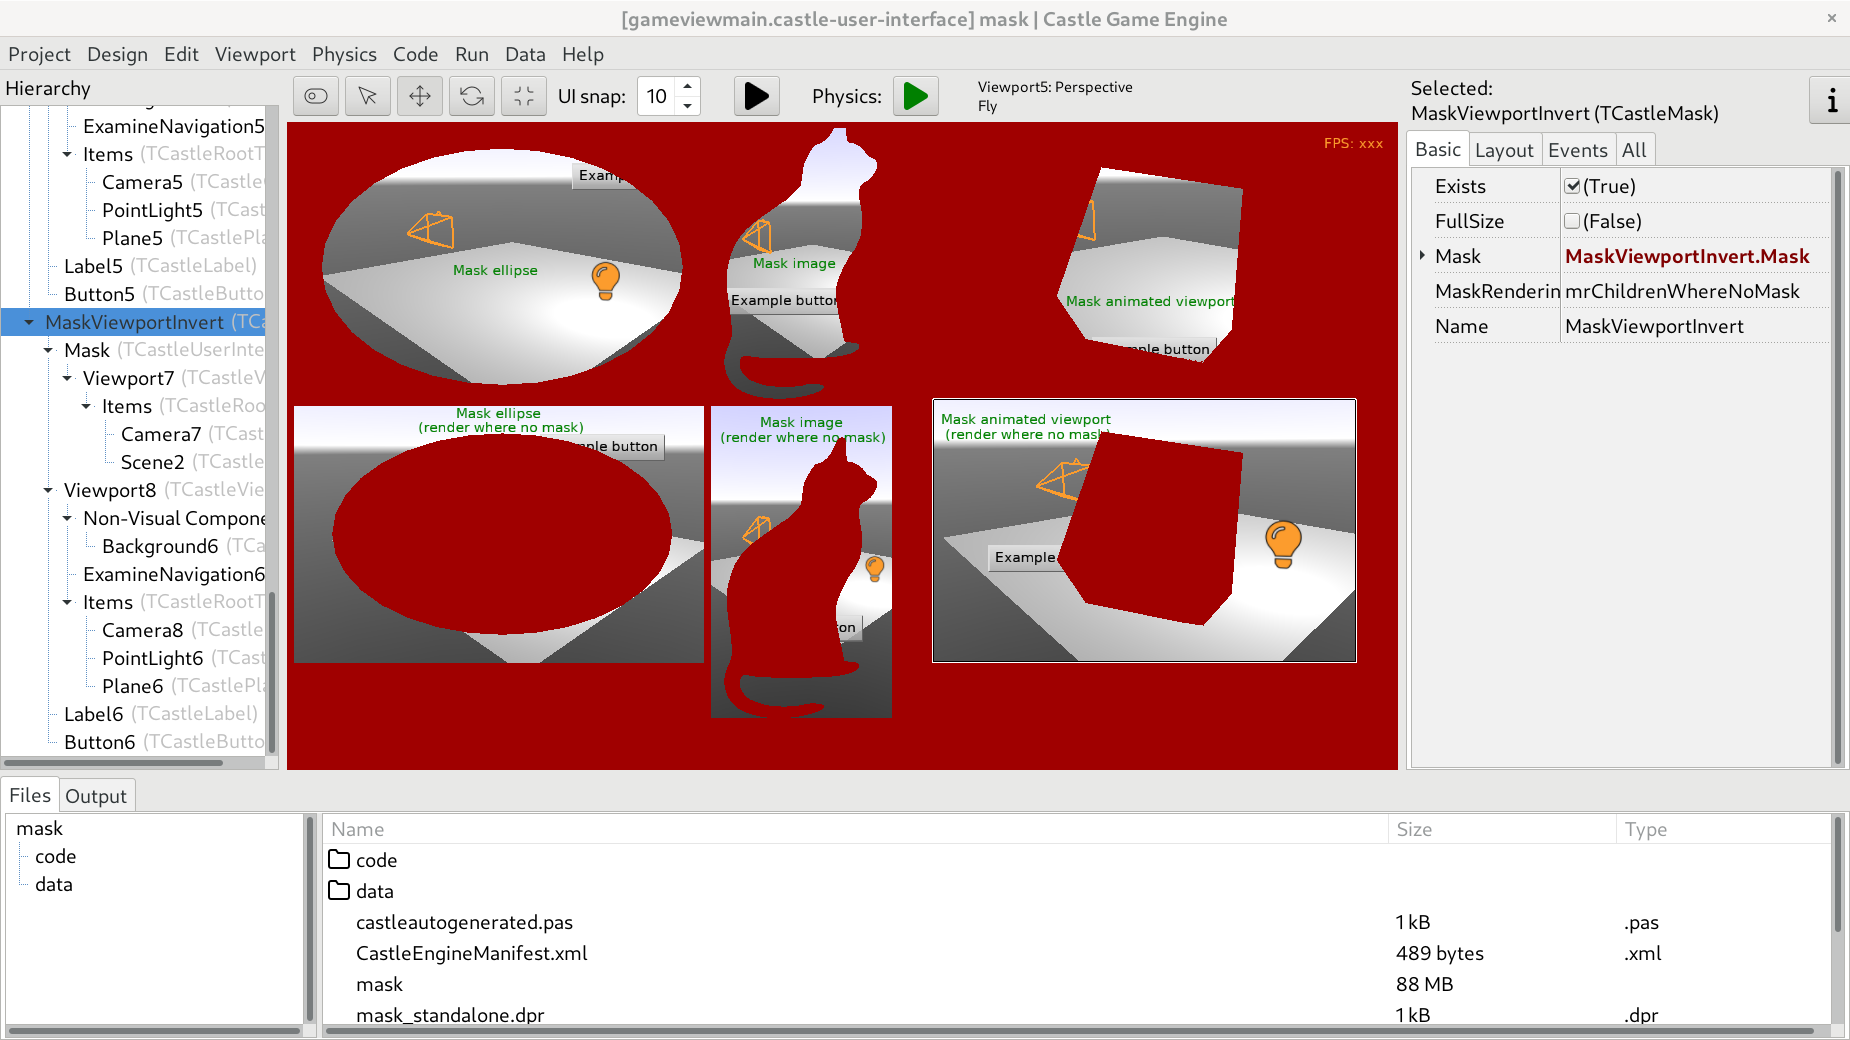 [gameviewmain.castle-user-interface] mask | Castle Game Engine ×
Project Design Edit Viewport Physics Code Run Data Help
Hierarchy
UI snap: 10
Physics:
Viewport5: Perspective
Fly
Selected:
MaskViewportInvert (TCastleMask)
i
ExamineNavigation5
Items (TCastleRootT
Camera5 (TCastle
PointLight5 (TCast
Plane5 (TCastlePla
Label5 (TCastleLabel)
Button5 (TCastleButto
MaskViewportInvert (TCa
Mask (TCastleUserInte
Viewport7 (TCastleV
Items (TCastleRoo
Camera7 (TCast
Scene2 (TCastle
Viewport8 (TCastleVie
Non-Visual Compone
Background6 (TCa
ExamineNavigation6
Items (TCastleRootT
Camera8 (TCastle
PointLight6 (TCast
Plane6 (TCastlePla
Label6 (TCastleLabel)
Button6 (TCastleButto
FPS: xxx
Examp
Mask ellipse
Mask image
Example button
Mask animated viewport
ple button
Mask ellipse
(render where no mask)
ple button
Mask image
(render where no mask)
on
Mask animated viewport
(render where no mask)
Example
Basic Layout Events All
Exists (True)
FullSize (False)
Mask MaskViewportInvert.Mask
MaskRenderin mrChildrenWhereNoMask
Name MaskViewportInvert
Files Output
mask
code
data
Name Size Type
code
data
castleautogenerated.pas 1 kB .pas
CastleEngineManifest.xml 489 bytes .xml
mask 88 MB
mask_standalone.dpr 1 kB .dpr